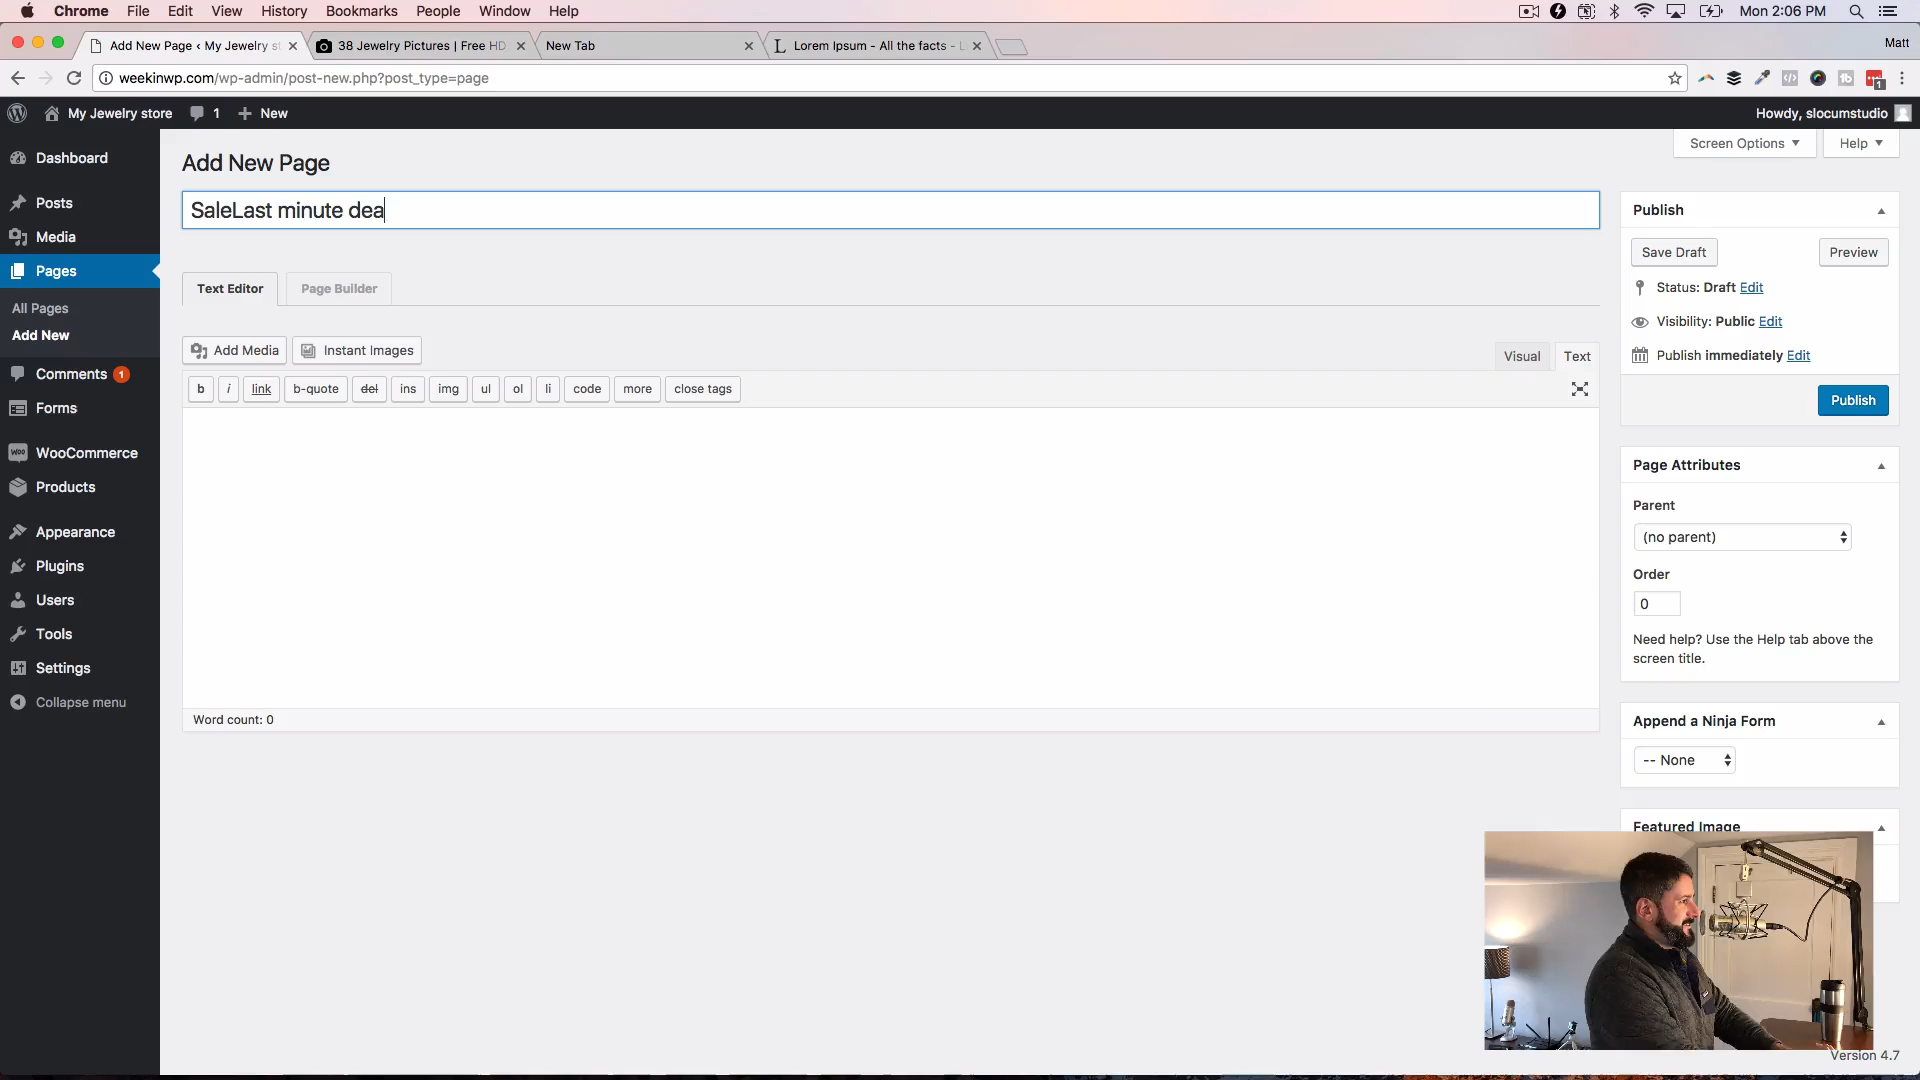 Chrome File Edit View History Bookmarks People Window Help
Mon 2:06 PM
Add New Page ‹ My Jewelry st
38 Jewelry Pictures | Free HD
New Tab
Lorem Ipsum - All the facts - L
Matt
weekinwp.com/wp-admin/post-new.php?post_type=page
1
My Jewelry store 1 New
Howdy, slocumstudio
Screen Options Help
Dashboard
Posts
Media
Pages
All Pages
Add New
Comments 1
Forms
WooCommerce
Products
Appearance
Plugins
Users
Tools
Settings
Collapse menu
Add New Page
SaleLast minute dea
Text Editor Page Builder
Add Media Instant Images
Visual Text
b i link b-quote del ins img ul ol li code more close tags
Word count: 0
Publish
Save Draft Preview
Status: Draft Edit
Visibility: Public Edit
Publish immediately Edit
Publish
Page Attributes
Parent
(no parent)
Order
0
Need help? Use the Help tab above the
screen title.
Append a Ninja Form
-- None
Featured Image
Version 4.7